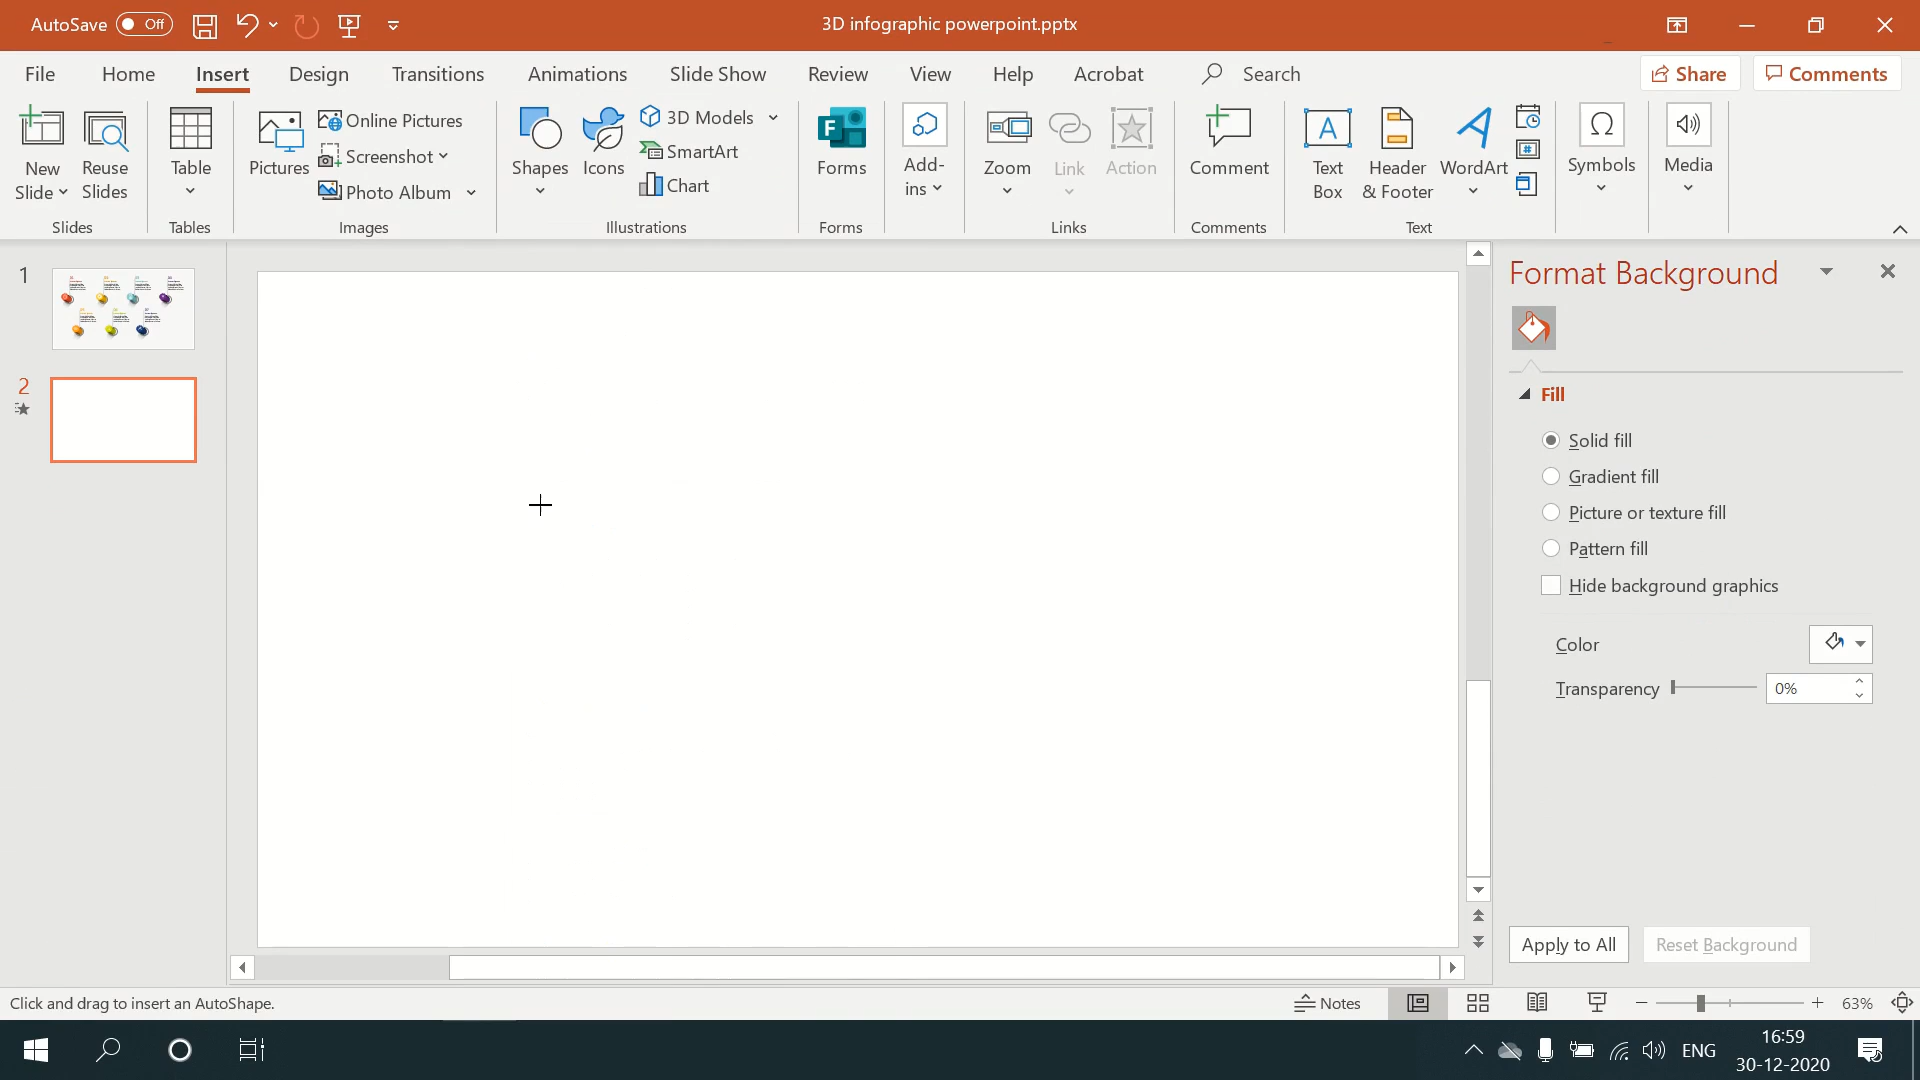 AutoSave Off
3D infographic powerpoint.pptx
File Home Insert Design Transitions Animations Slide Show Review View Help Acrobat Search Share Comments
New Slide
Reuse Slides
Slides
Table
Tables
Pictures
Online Pictures
Screenshot
Photo Album
Images
Shapes
Icons
3D Models
SmartArt
Chart
Illustrations
Forms
Forms
Add-ins
Zoom
Link
Action
Links
Comment
Comments
Text Box
Header & Footer
WordArt
Text
Symbols
Media
1
2
Format Background
Fill
Solid fill
Gradient fill
Picture or texture fill
Pattern fill
Hide background graphics
Color
Transparency 0%
Apply to All Reset Background
Click and drag to insert an AutoShape.
Notes
63%
ENG
16:59
30-12-2020